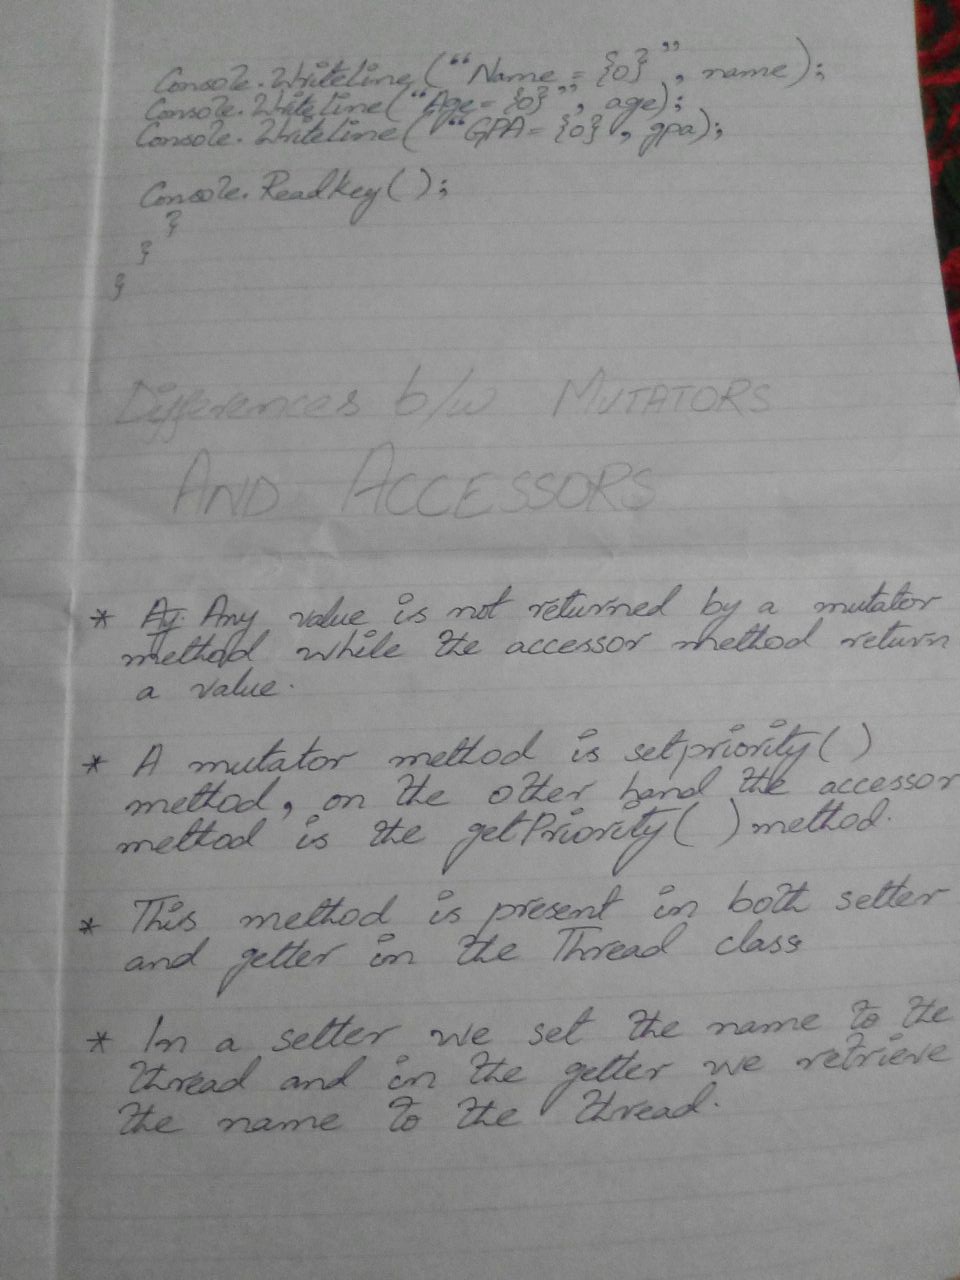 Console.WriteLine("Name = {0}", name);
Console.WriteLine("Age = {0}", age);
Console.WriteLine("GPA = {0}", gpa);
Console.ReadKey();
}
}
}
Differences b/w MUTATORS
AND ACCESSORS
* Any value is not returned by a mutator
method while the accessor method return
a value.
* A mutator method is setpriority()
method, on the other hand the accessor
method is the getPriority() method.
* This method is present in both setter
and getter in the Thread class
* In a setter we set the name to the
thread and in the getter we retrieve
the name to the thread.